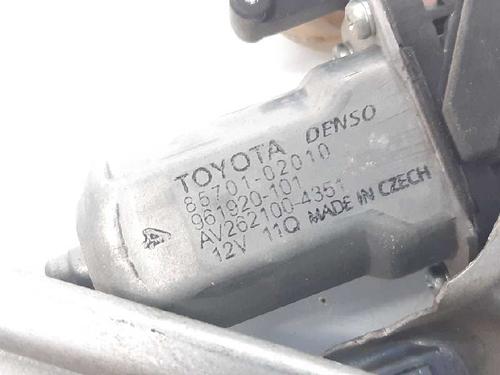 TOYOTA DENSO
85701-02010
961920-101
AV262100-4351
12V 11Q MADE IN CZECH